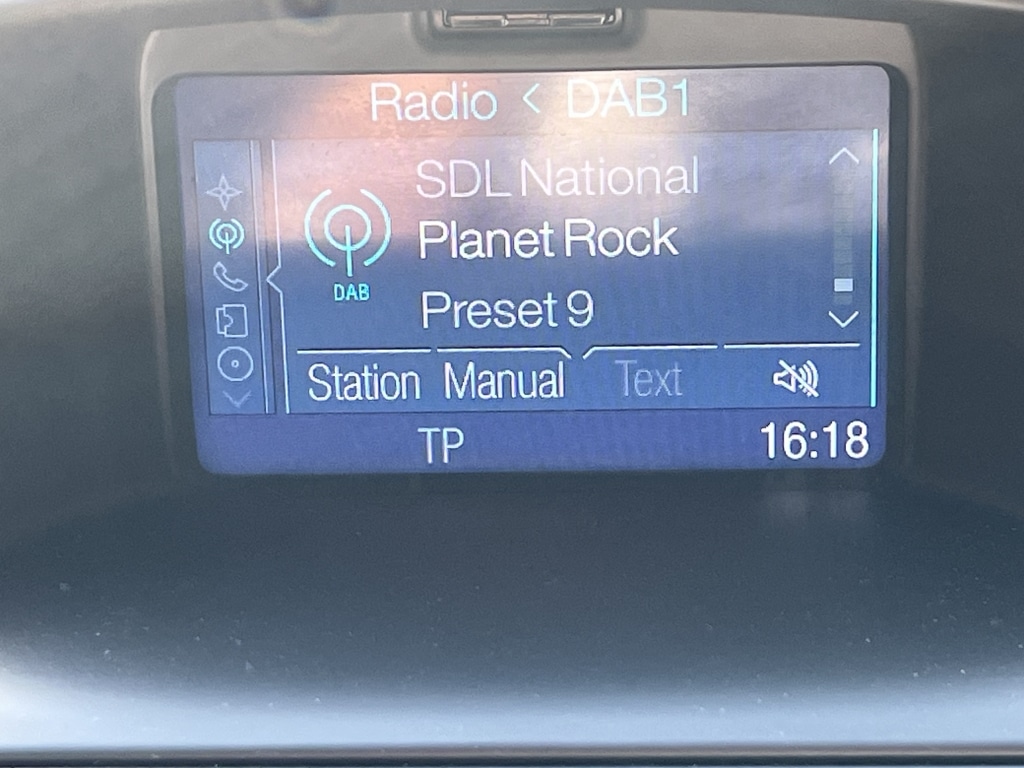 Radio < DAB1
SDL National
Planet Rock
DAB
Preset 9
Station Manual Text
TP 16:18